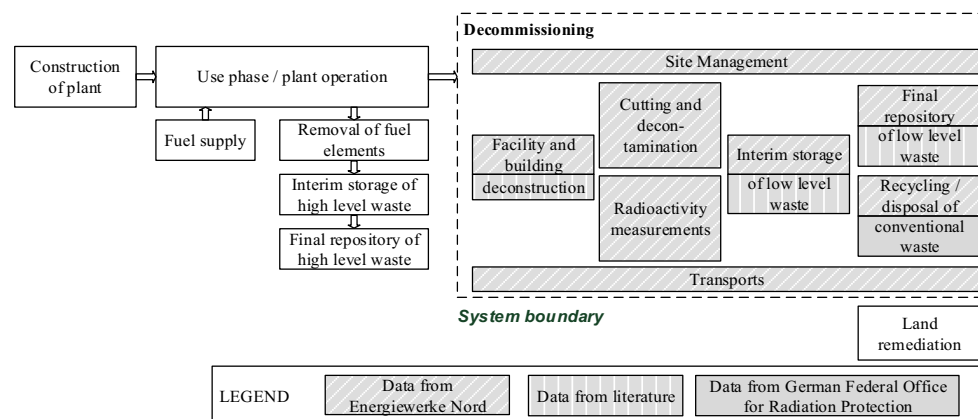 Decommissioning
Construction
of plant
Use phase / plant operation
Site Management
Fuel supply
Removal of fuel
elements
Interim storage of
high level waste
Final repository of
high level waste
Facility and
building
deconstruction
Cutting and
decon-
tamination
Radioactivity
measurements
Interim storage
of low level
waste
Final
repository
of low level
waste
Recycling /
disposal of
conventional
waste
Transports
System boundary
Land
remediation
LEGEND
Data from
Energiewerke Nord
Data from literature
Data from German Federal Office
for Radiation Protection